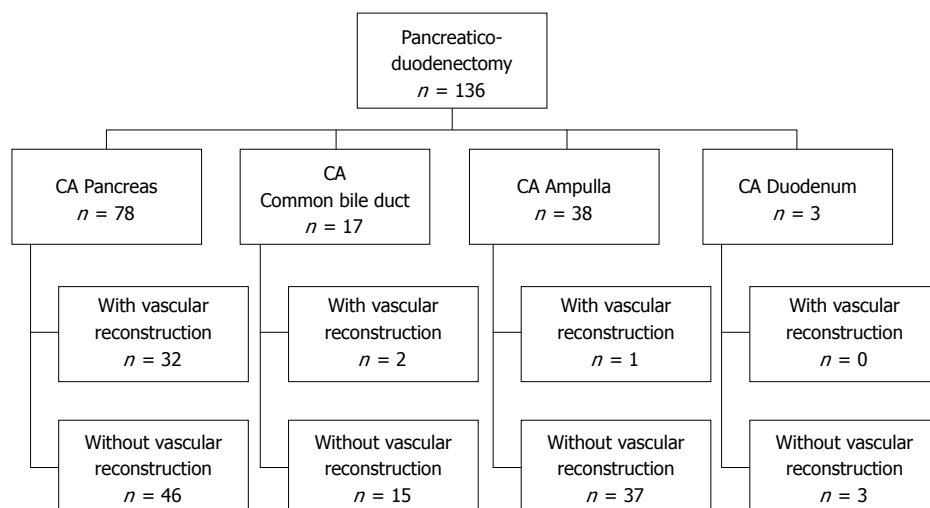 Pancreatico-
duodenectomy
n = 136
CA Pancreas
n = 78
CA
Common bile duct
n = 17
CA Ampulla
n = 38
CA Duodenum
n = 3
With vascular
reconstruction
n = 32
With vascular
reconstruction
n = 2
With vascular
reconstruction
n = 1
With vascular
reconstruction
n = 0
Without vascular
reconstruction
n = 46
Without vascular
reconstruction
n = 15
Without vascular
reconstruction
n = 37
Without vascular
reconstruction
n = 3